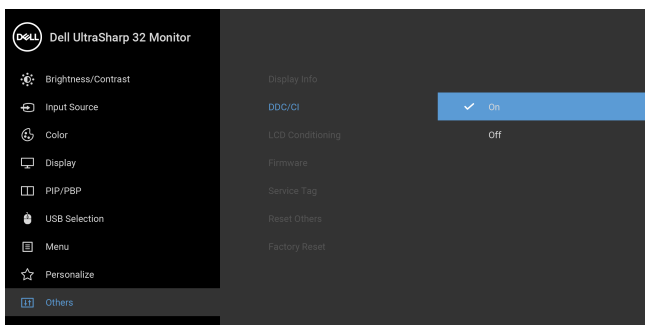 DELL
Dell UltraSharp 32 Monitor
Brightness/Contrast
Input Source
Color
Display
PIP/PBP
USB Selection
Menu
Personalize
Others
Display Info
DDC/CI
LCD Conditioning
Firmware
Service Tag
Reset Others
Factory Reset
On
Off